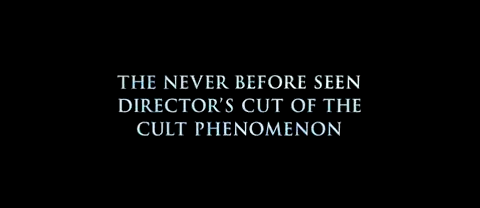 THE NEVER BEFORE SEEN
DIRECTOR’S CUT OF THE
CULT PHENOMENON